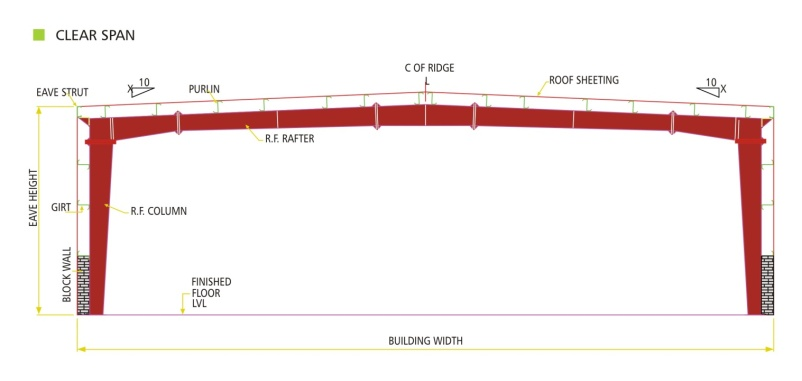 CLEAR SPAN
C OF RIDGE
L
10
X
10
X
EAVE STRUT
PURLIN
ROOF SHEETING
R.F. RAFTER
EAVE HEIGHT
GIRT
R.F. COLUMN
BLOCK WALL
FINISHED
FLOOR
LVL
BUILDING WIDTH